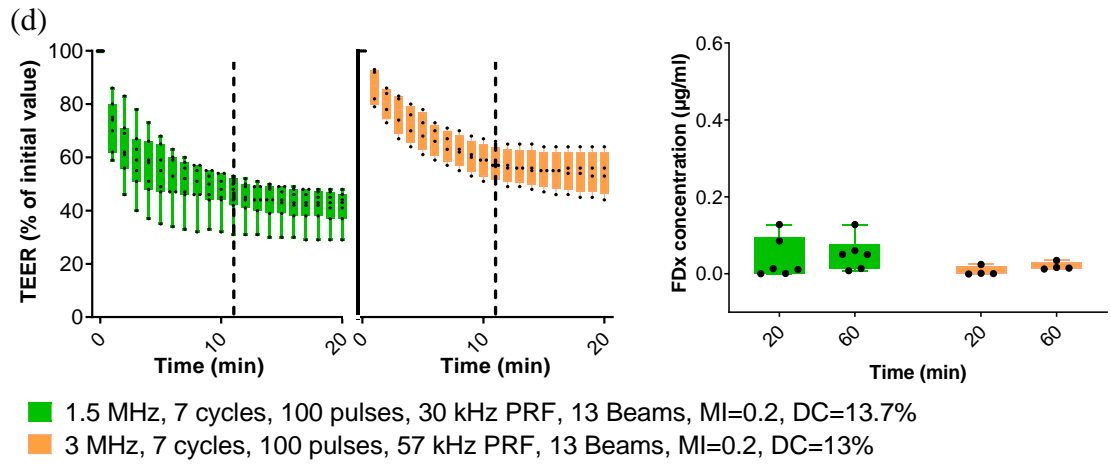 (d)
TEER (% of initial value)
100
80
60
40
20
0
0 10 20
Time (min)
0 10 20
Time (min)
FDx concentration (µg/ml)
0.6
0.4
0.2
0.0
20 60 20 60
Time (min)
1.5 MHz, 7 cycles, 100 pulses, 30 kHz PRF, 13 Beams, MI=0.2, DC=13.7%
3 MHz, 7 cycles, 100 pulses, 57 kHz PRF, 13 Beams, MI=0.2, DC=13%